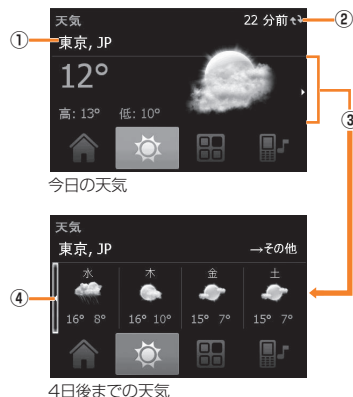 天気
22 分前
②
①
東京, JP
12°
高: 13° 低: 10°
③
今日の天気
天気
東京, JP
→その他
④
水 木 金 土
16° 8° 16° 10° 15° 7° 15° 7°
4日後までの天気